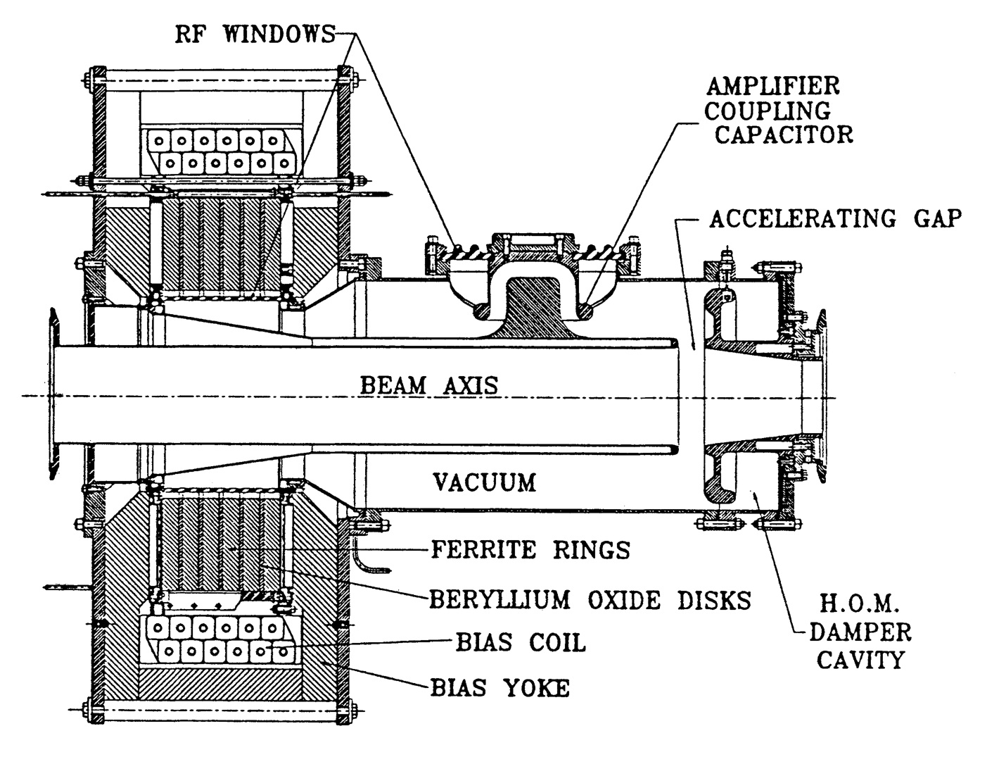 RF WINDOWS
AMPLIFIER
COUPLING
CAPACITOR
ACCELERATING GAP
BEAM AXIS
VACUUM
FERRITE RINGS
BERYLLIUM OXIDE DISKS
BIAS COIL
BIAS YOKE
H.O.M.
DAMPER
CAVITY